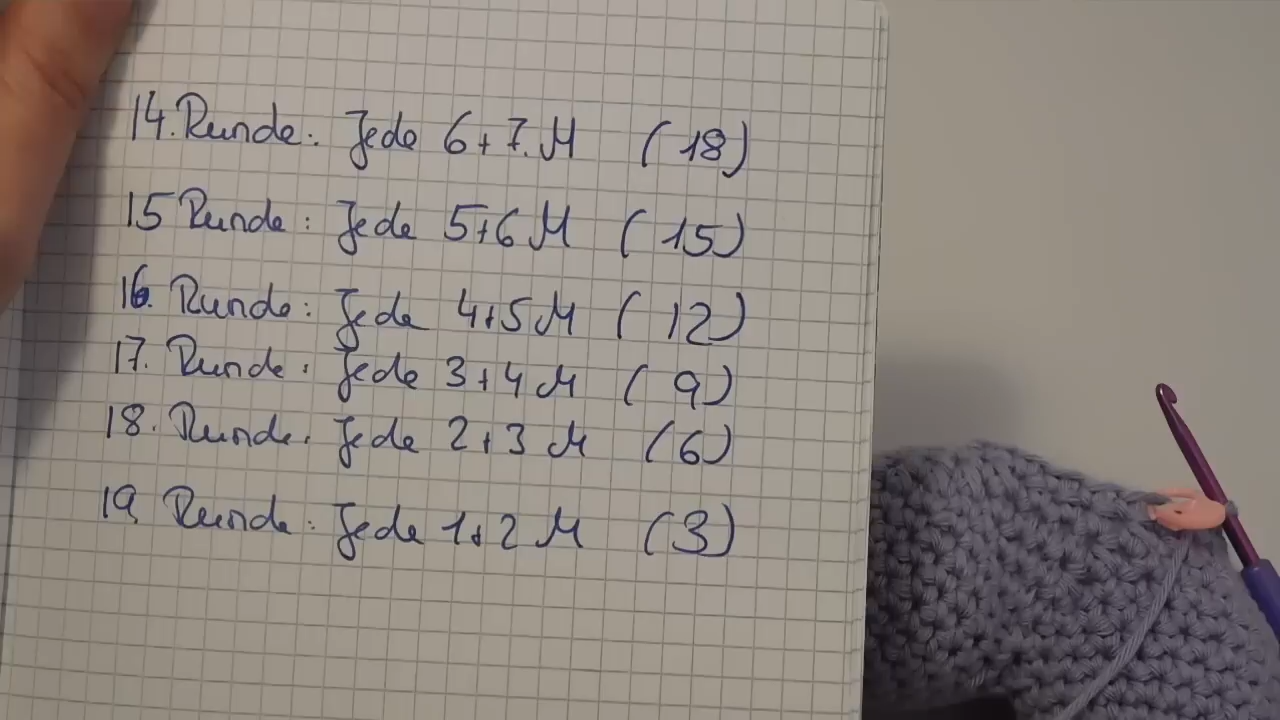 14. Runde: Jede 6+7. M (18)
15 Runde: Jede 5+6 M (15)
16. Runde: Jede 4+5 M (12)
17. Runde: Jede 3+4 M (9)
18. Runde: Jede 2+3 M (6)
19. Runde: Jede 1+2 M (3)